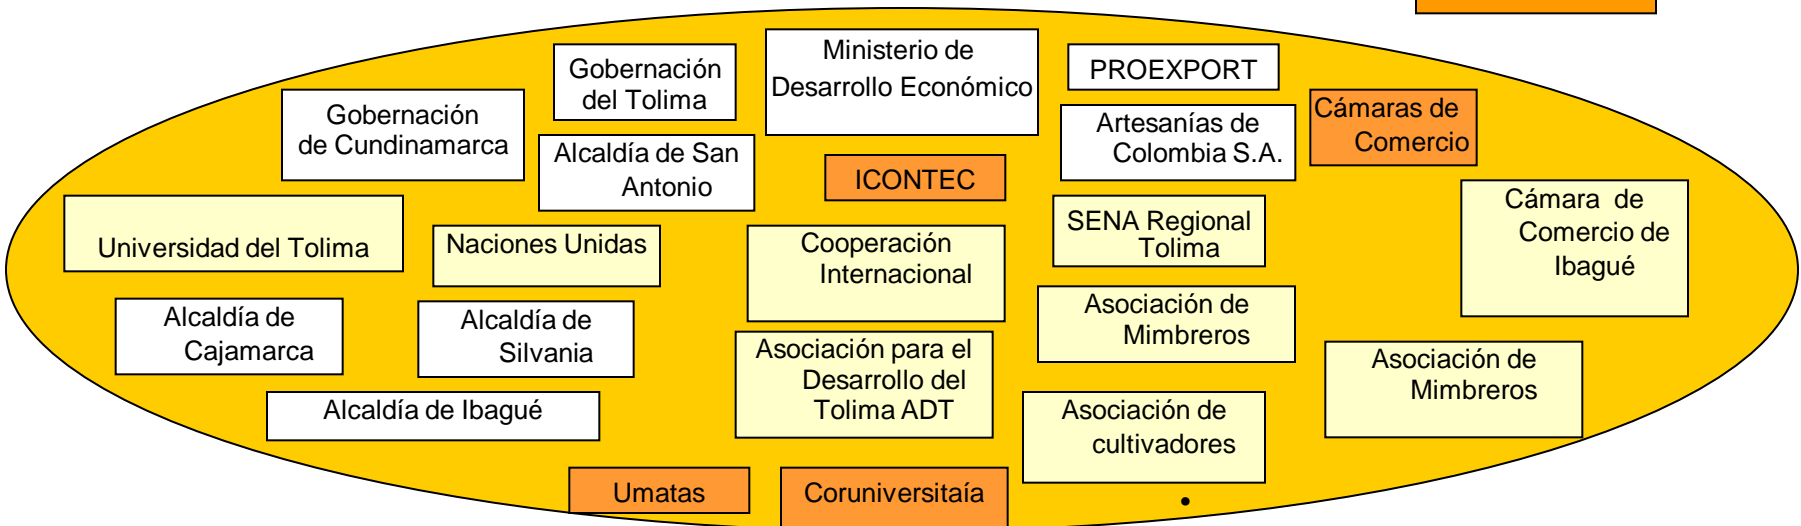 Ministerio de
Desarrollo Económico
Gobernación
del Tolima
PROEXPORT
Gobernación
de Cundinamarca
Artesanías de
Colombia S.A.
Cámaras de
Comercio
Alcaldía de San
Antonio
ICONTEC
Universidad del Tolima
Naciones Unidas
Cooperación
Internacional
SENA Regional
Tolima
Cámara de
Comercio de
Ibagué
Alcaldía de
Cajamarca
Alcaldía de
Silvania
Asociación de
Mimbreros
Asociación para el
Desarrollo del
Tolima ADT
Asociación de
Mimbreros
Alcaldía de Ibagué
Asociación de
cultivadores
Umatas
Coruniversitaía
•